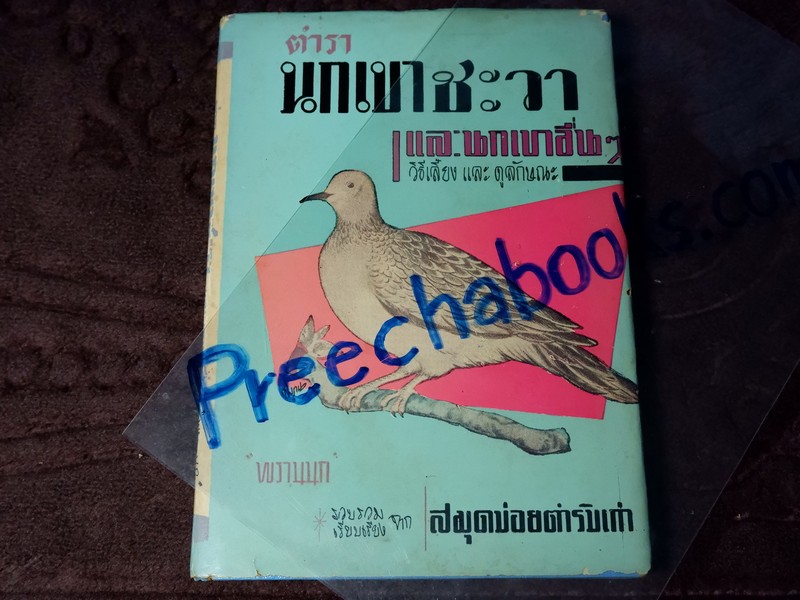 ตำรา
นกเขาชะวา
และนกเขาอื่นๆ
วิธีเลี้ยง และ ดูลักษณะ
Preechabooks.com
"พรานนก"
* รวบรวม เรียบเรียง จาก
สมุดข่อยตำรับเก่า